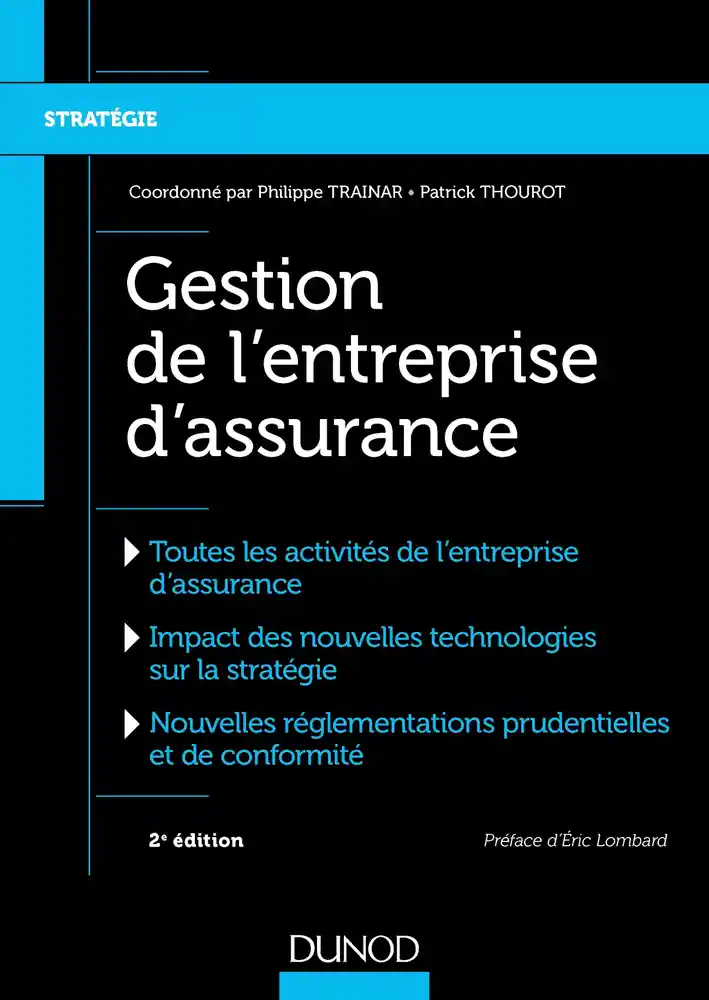 STRATÉGIE
Coordonné par Philippe TRAINAR • Patrick THOUROT
Gestion
de l’entreprise
d’assurance
Toutes les activités de l’entreprise
d’assurance
Impact des nouvelles technologies
sur la stratégie
Nouvelles réglementations prudentielles
et de conformité
2e édition
Préface d’Éric Lombard
DUNOD